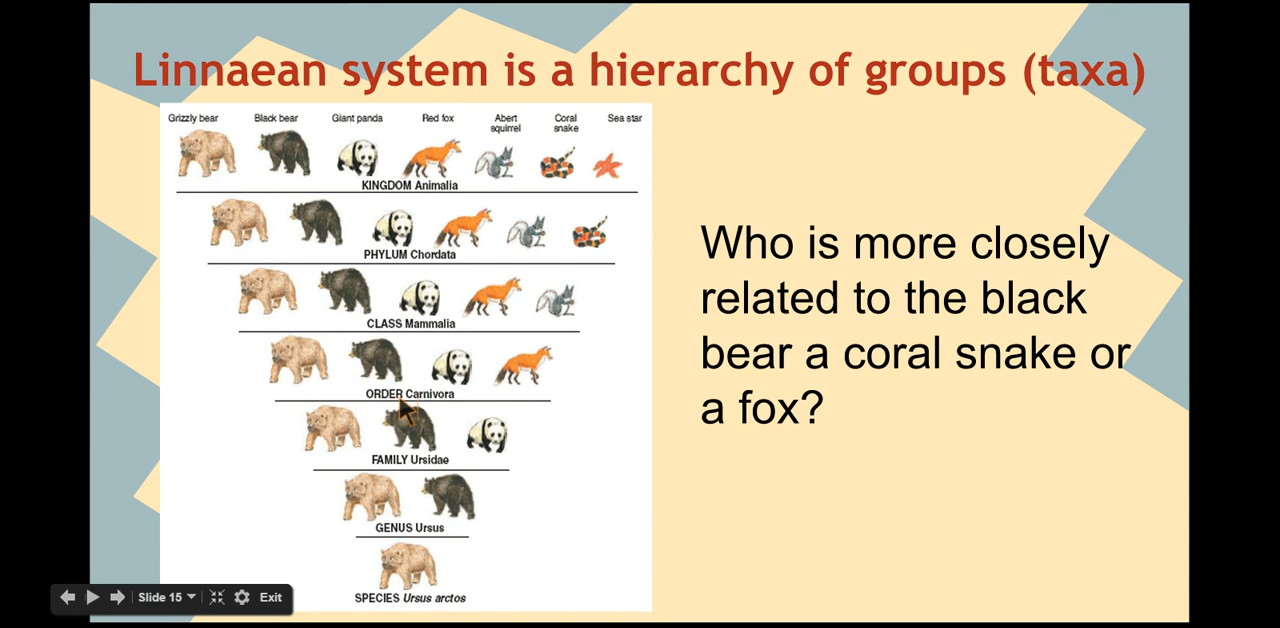 Linnaean system is a hierarchy of groups (taxa)
Grizzly bear Black bear Giant panda Red fox Abert squirrel Coral snake Sea star
KINGDOM Animalia
PHYLUM Chordata
CLASS Mammalia
ORDER Carnivora
FAMILY Ursidae
GENUS Ursus
SPECIES Ursus arctos
Who is more closely
related to the black
bear a coral snake or
a fox?
Slide 15 Exit